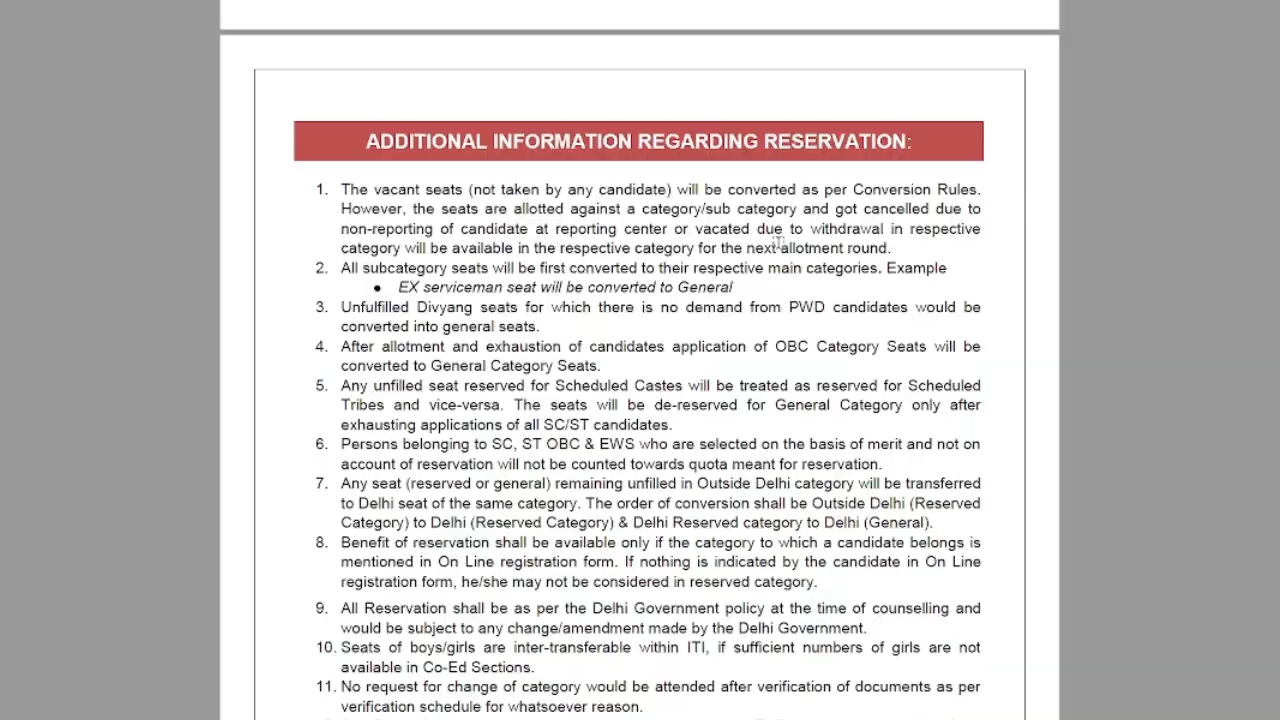 ADDITIONAL INFORMATION REGARDING RESERVATION:
1. The vacant seats (not taken by any candidate) will be converted as per Conversion Rules.
However, the seats are allotted against a category/sub category and got cancelled due to
non-reporting of candidate at reporting center or vacated due to withdrawal in respective
category will be available in the respective category for the next allotment round.
2. All subcategory seats will be first converted to their respective main categories. Example
● EX serviceman seat will be converted to General
3. Unfulfilled Divyang seats for which there is no demand from PWD candidates would be
converted into general seats.
4. After allotment and exhaustion of candidates application of OBC Category Seats will be
converted to General Category Seats.
5. Any unfilled seat reserved for Scheduled Castes will be treated as reserved for Scheduled
Tribes and vice-versa. The seats will be de-reserved for General Category only after
exhausting applications of all SC/ST candidates.
6. Persons belonging to SC, ST OBC & EWS who are selected on the basis of merit and not on
account of reservation will not be counted towards quota meant for reservation.
7. Any seat (reserved or general) remaining unfilled in Outside Delhi category will be transferred
to Delhi seat of the same category. The order of conversion shall be Outside Delhi (Reserved
Category) to Delhi (Reserved Category) & Delhi Reserved category to Delhi (General).
8. Benefit of reservation shall be available only if the category to which a candidate belongs is
mentioned in On Line registration form. If nothing is indicated by the candidate in On Line
registration form, he/she may not be considered in reserved category.
9. All Reservation shall be as per the Delhi Government policy at the time of counselling and
would be subject to any change/amendment made by the Delhi Government.
10. Seats of boys/girls are inter-transferable within ITI, if sufficient numbers of girls are not
available in Co-Ed Sections.
11. No request for change of category would be attended after verification of documents as per
verification schedule for whatsoever reason.